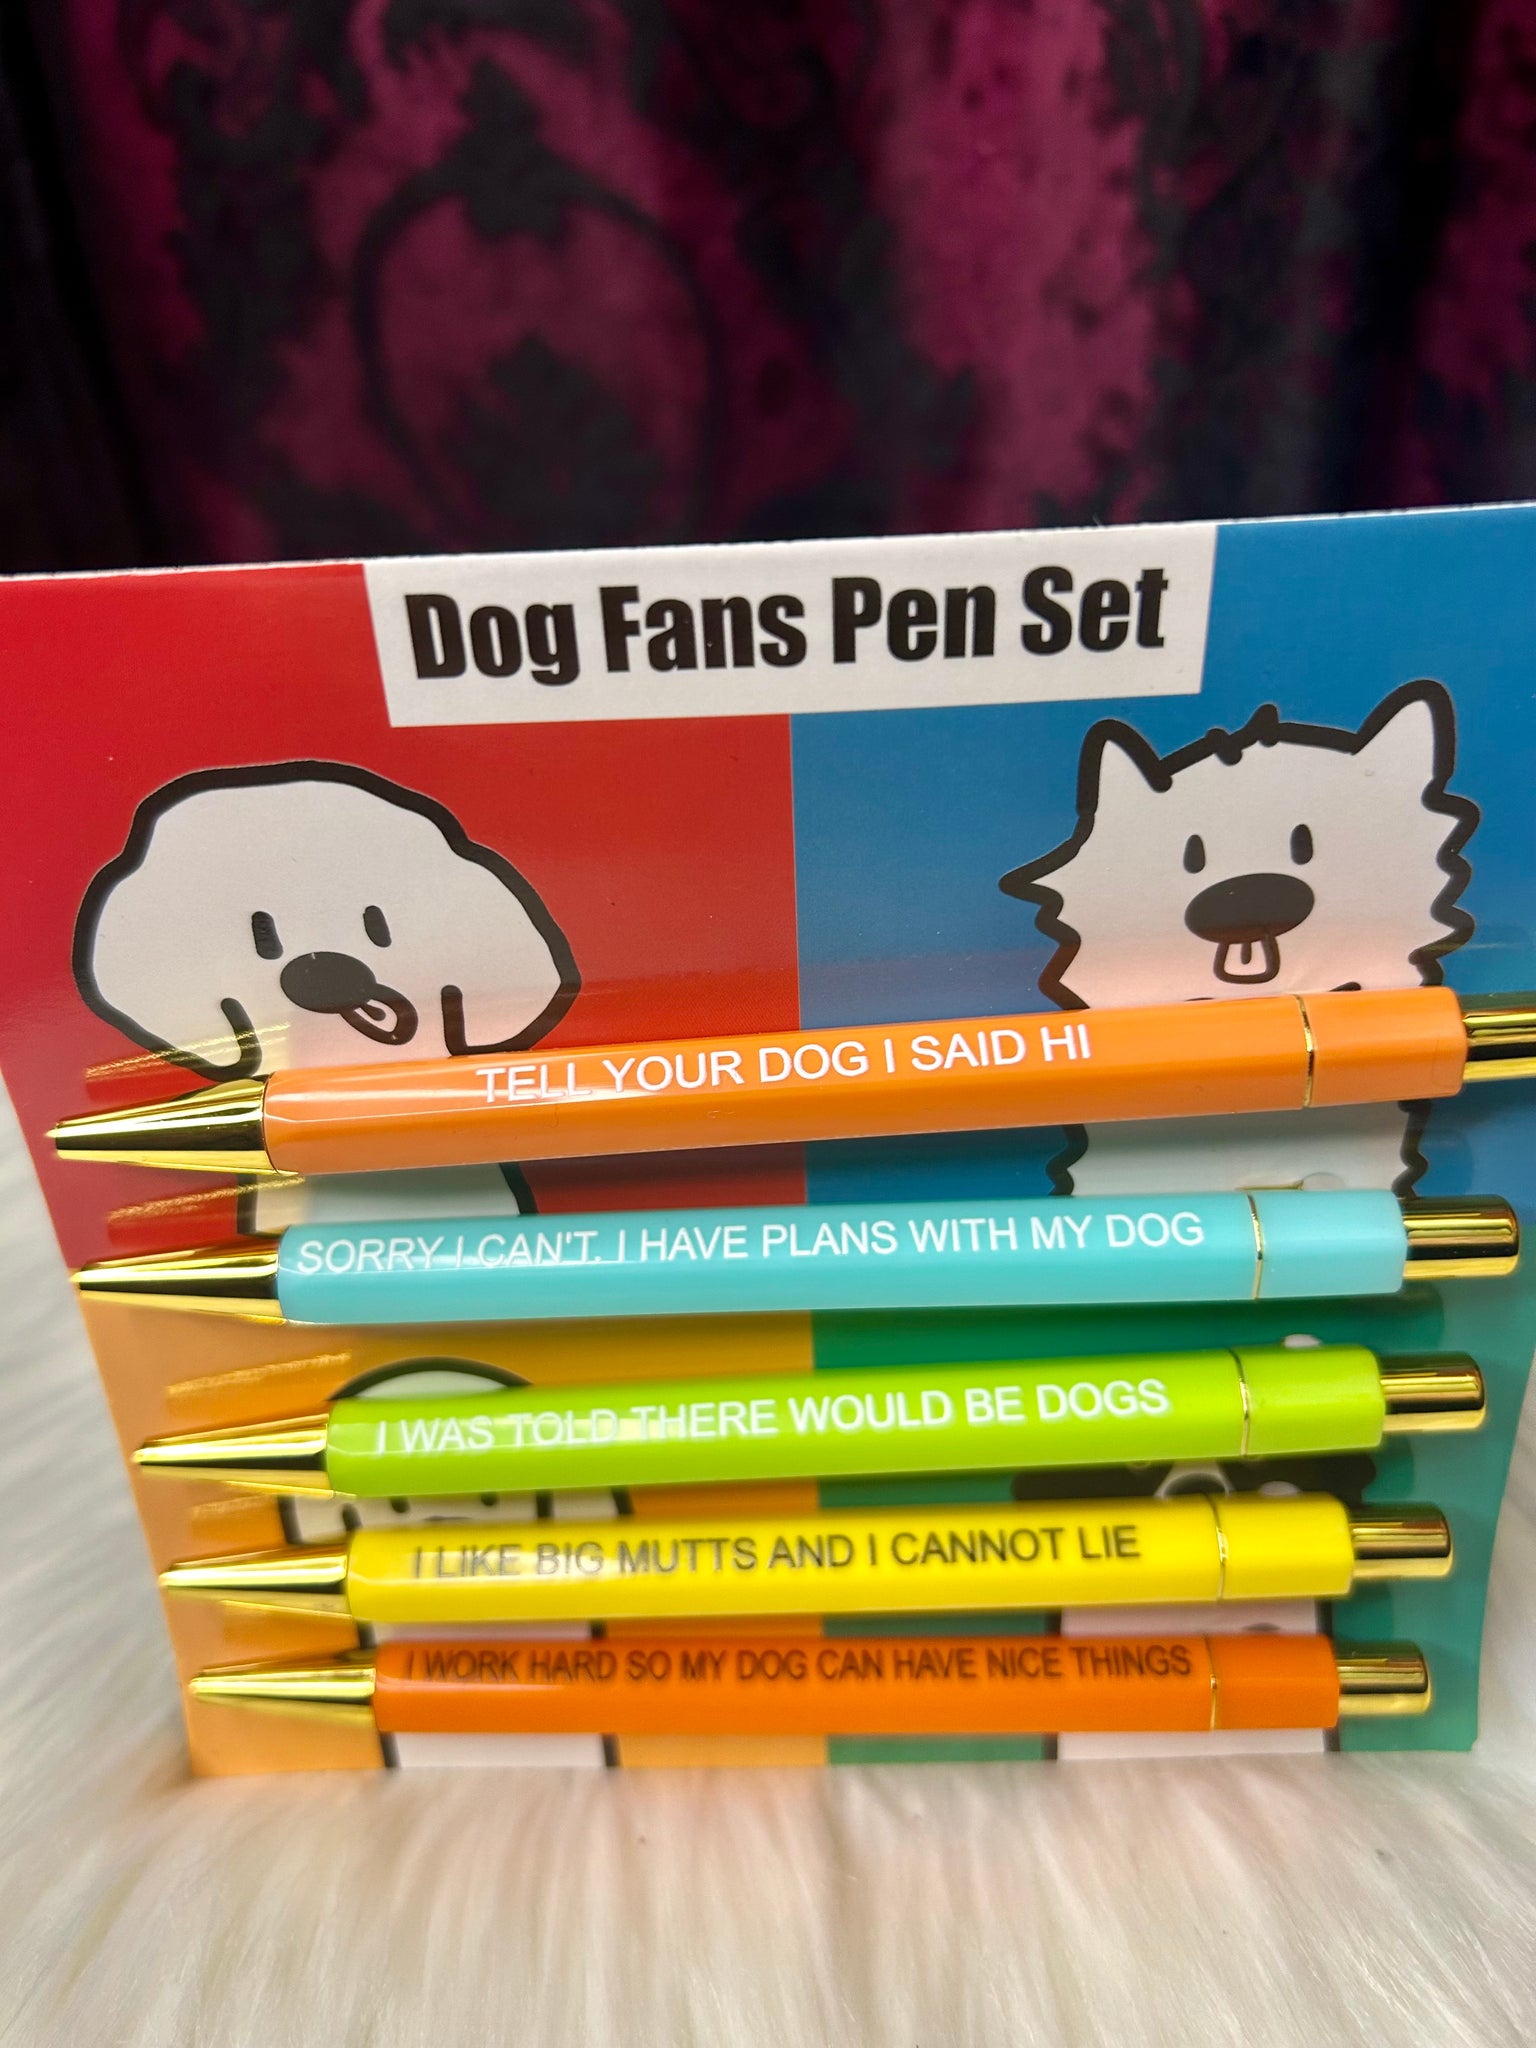 Dog Fans Pen Set
TELL YOUR DOG I SAID HI
SORRY I CAN'T. I HAVE PLANS WITH MY DOG
I WAS TOLD THERE WOULD BE DOGS
I LIKE BIG MUTTS AND I CANNOT LIE
I WORK HARD SO MY DOG CAN HAVE NICE THINGS